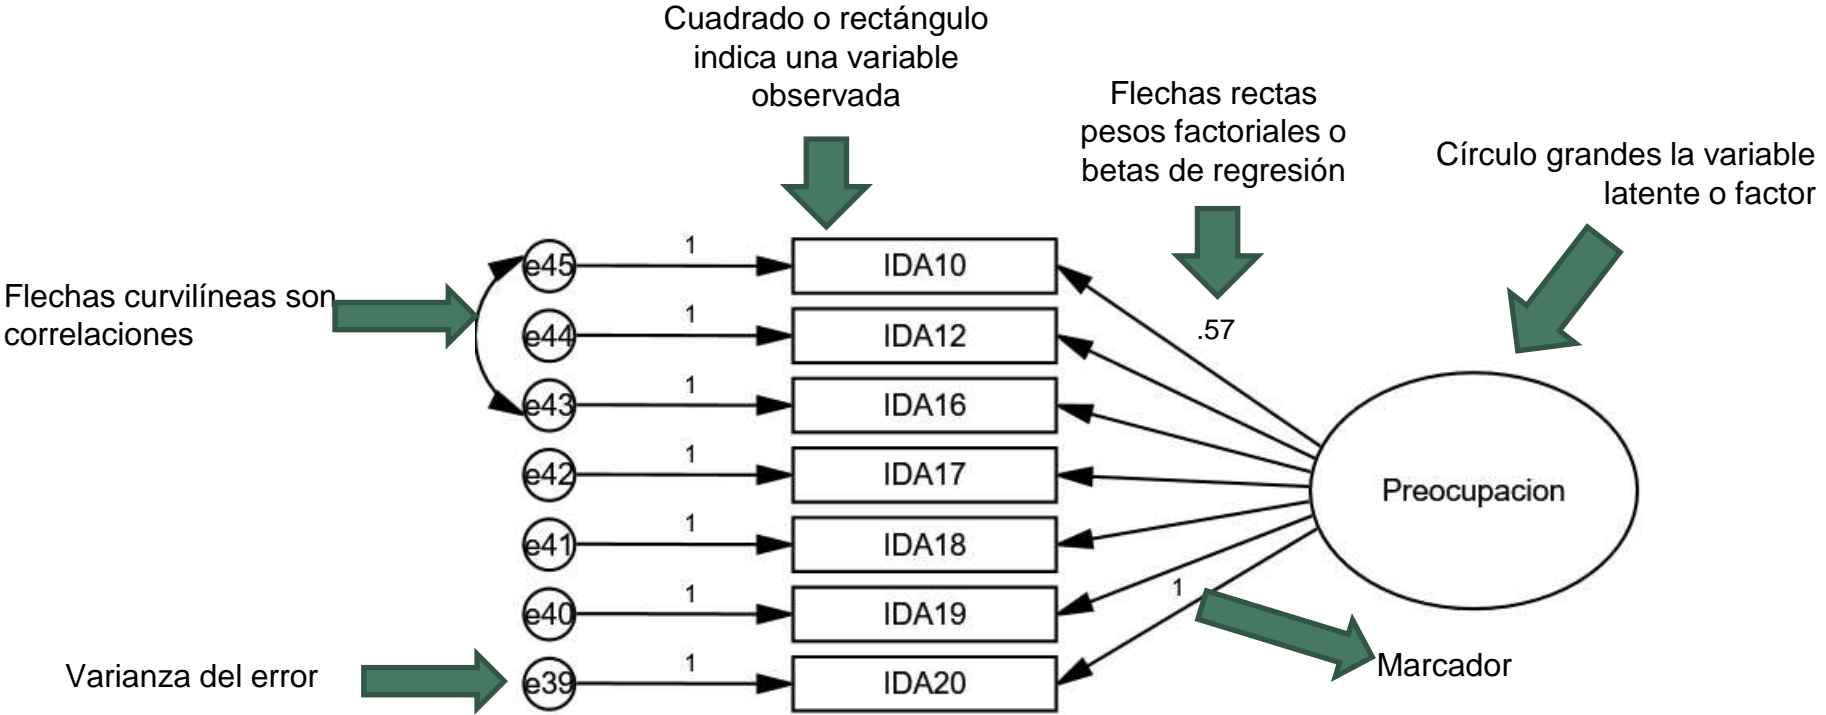 Cuadrado o rectángulo
indica una variable
observada
Flechas rectas
pesos factoriales o
betas de regresión
Círculo grandes la variable
latente o factor
Flechas curvilíneas son
correlaciones
e45 1 IDA10
e44 1 IDA12
.57
e43 1 IDA16
e42 1 IDA17
Preocupacion
e41 1 IDA18
1
e40 1 IDA19
Varianza del error
e39 1 IDA20
Marcador